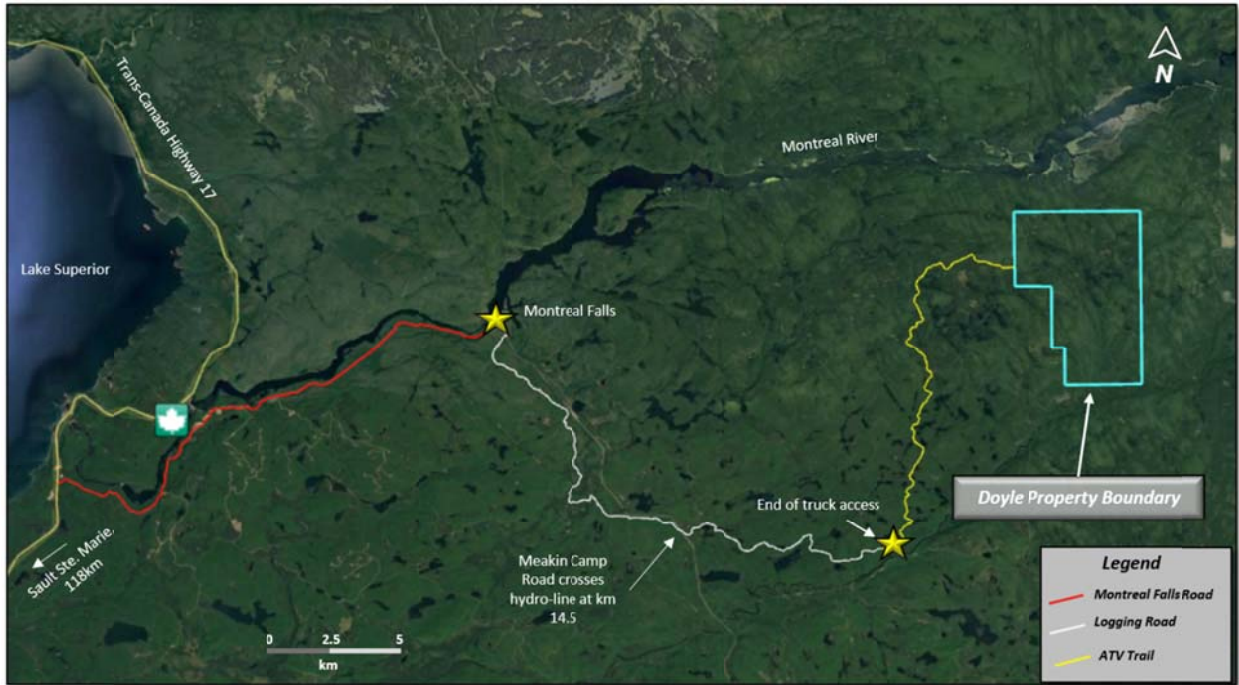 N
Trans-Canada Highway 17
Montreal River
Lake Superior
Montreal Falls
End of truck access
Doyle Property Boundary
Meakin Camp
Road crosses
hydro-line at km
14.5
Sault Ste. Marie,
118km
0 2.5 5
km
Legend
Montreal Falls Road
Logging Road
ATV Trail